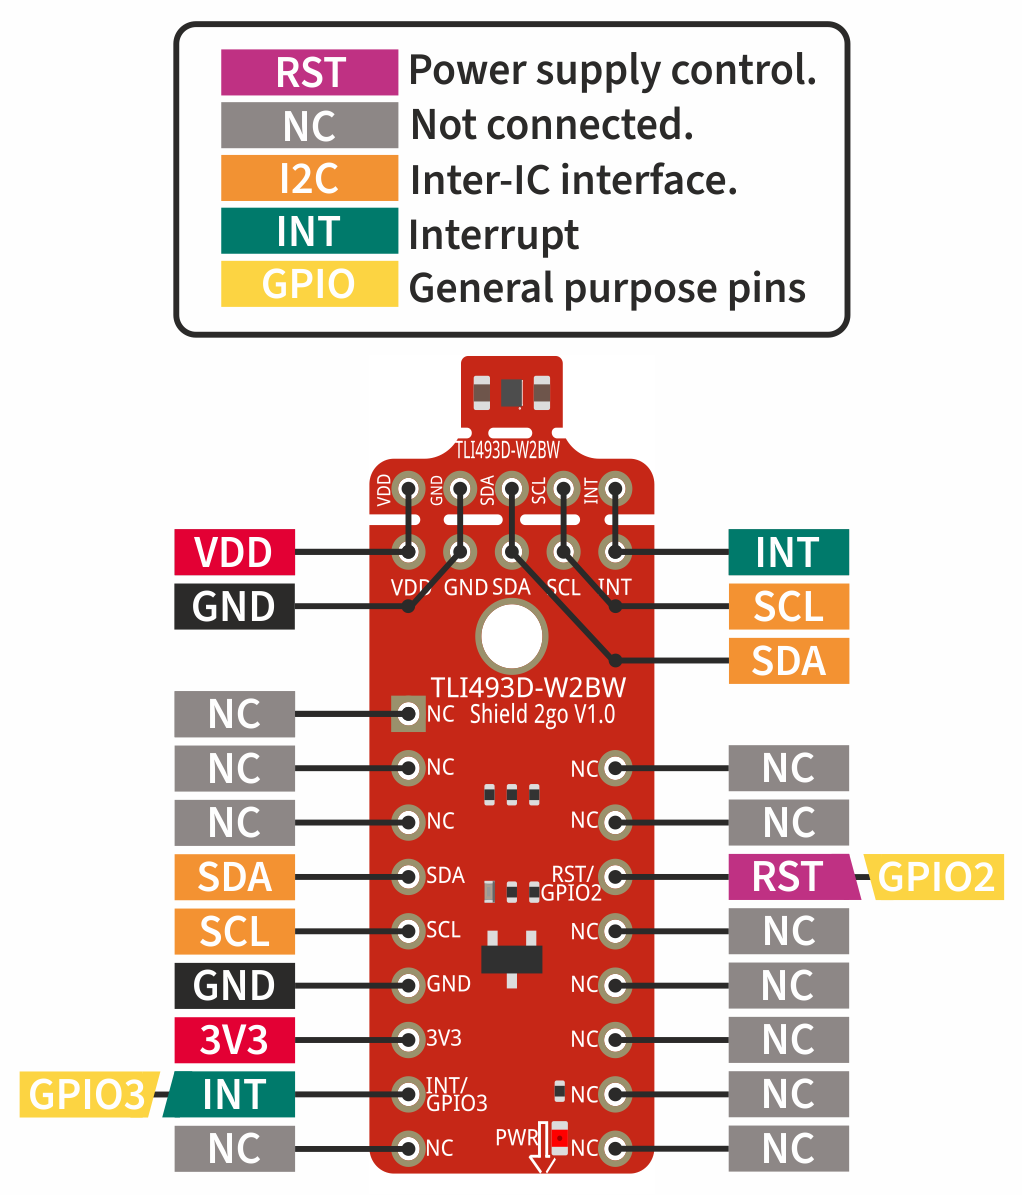 RST Power supply control.
NC Not connected.
I2C Inter-IC interface.
INT Interrupt
GPIO General purpose pins
TLI493D-W2BW
VDD GND SDA SCL INT
VDD INT
VDD GND SDA SCL INT
GND SCL
SDA
TLI493D-W2BW
NC NC Shield 2go V1.0
NC NC NC NC
NC NC NC NC
SDA SDA RST/ GPIO2 RST GPIO2
SCL SCL NC NC
GND GND NC NC
3V3 3V3 NC NC
GPIO3 INT INT/ GPIO3 NC NC
NC NC PWR NC NC